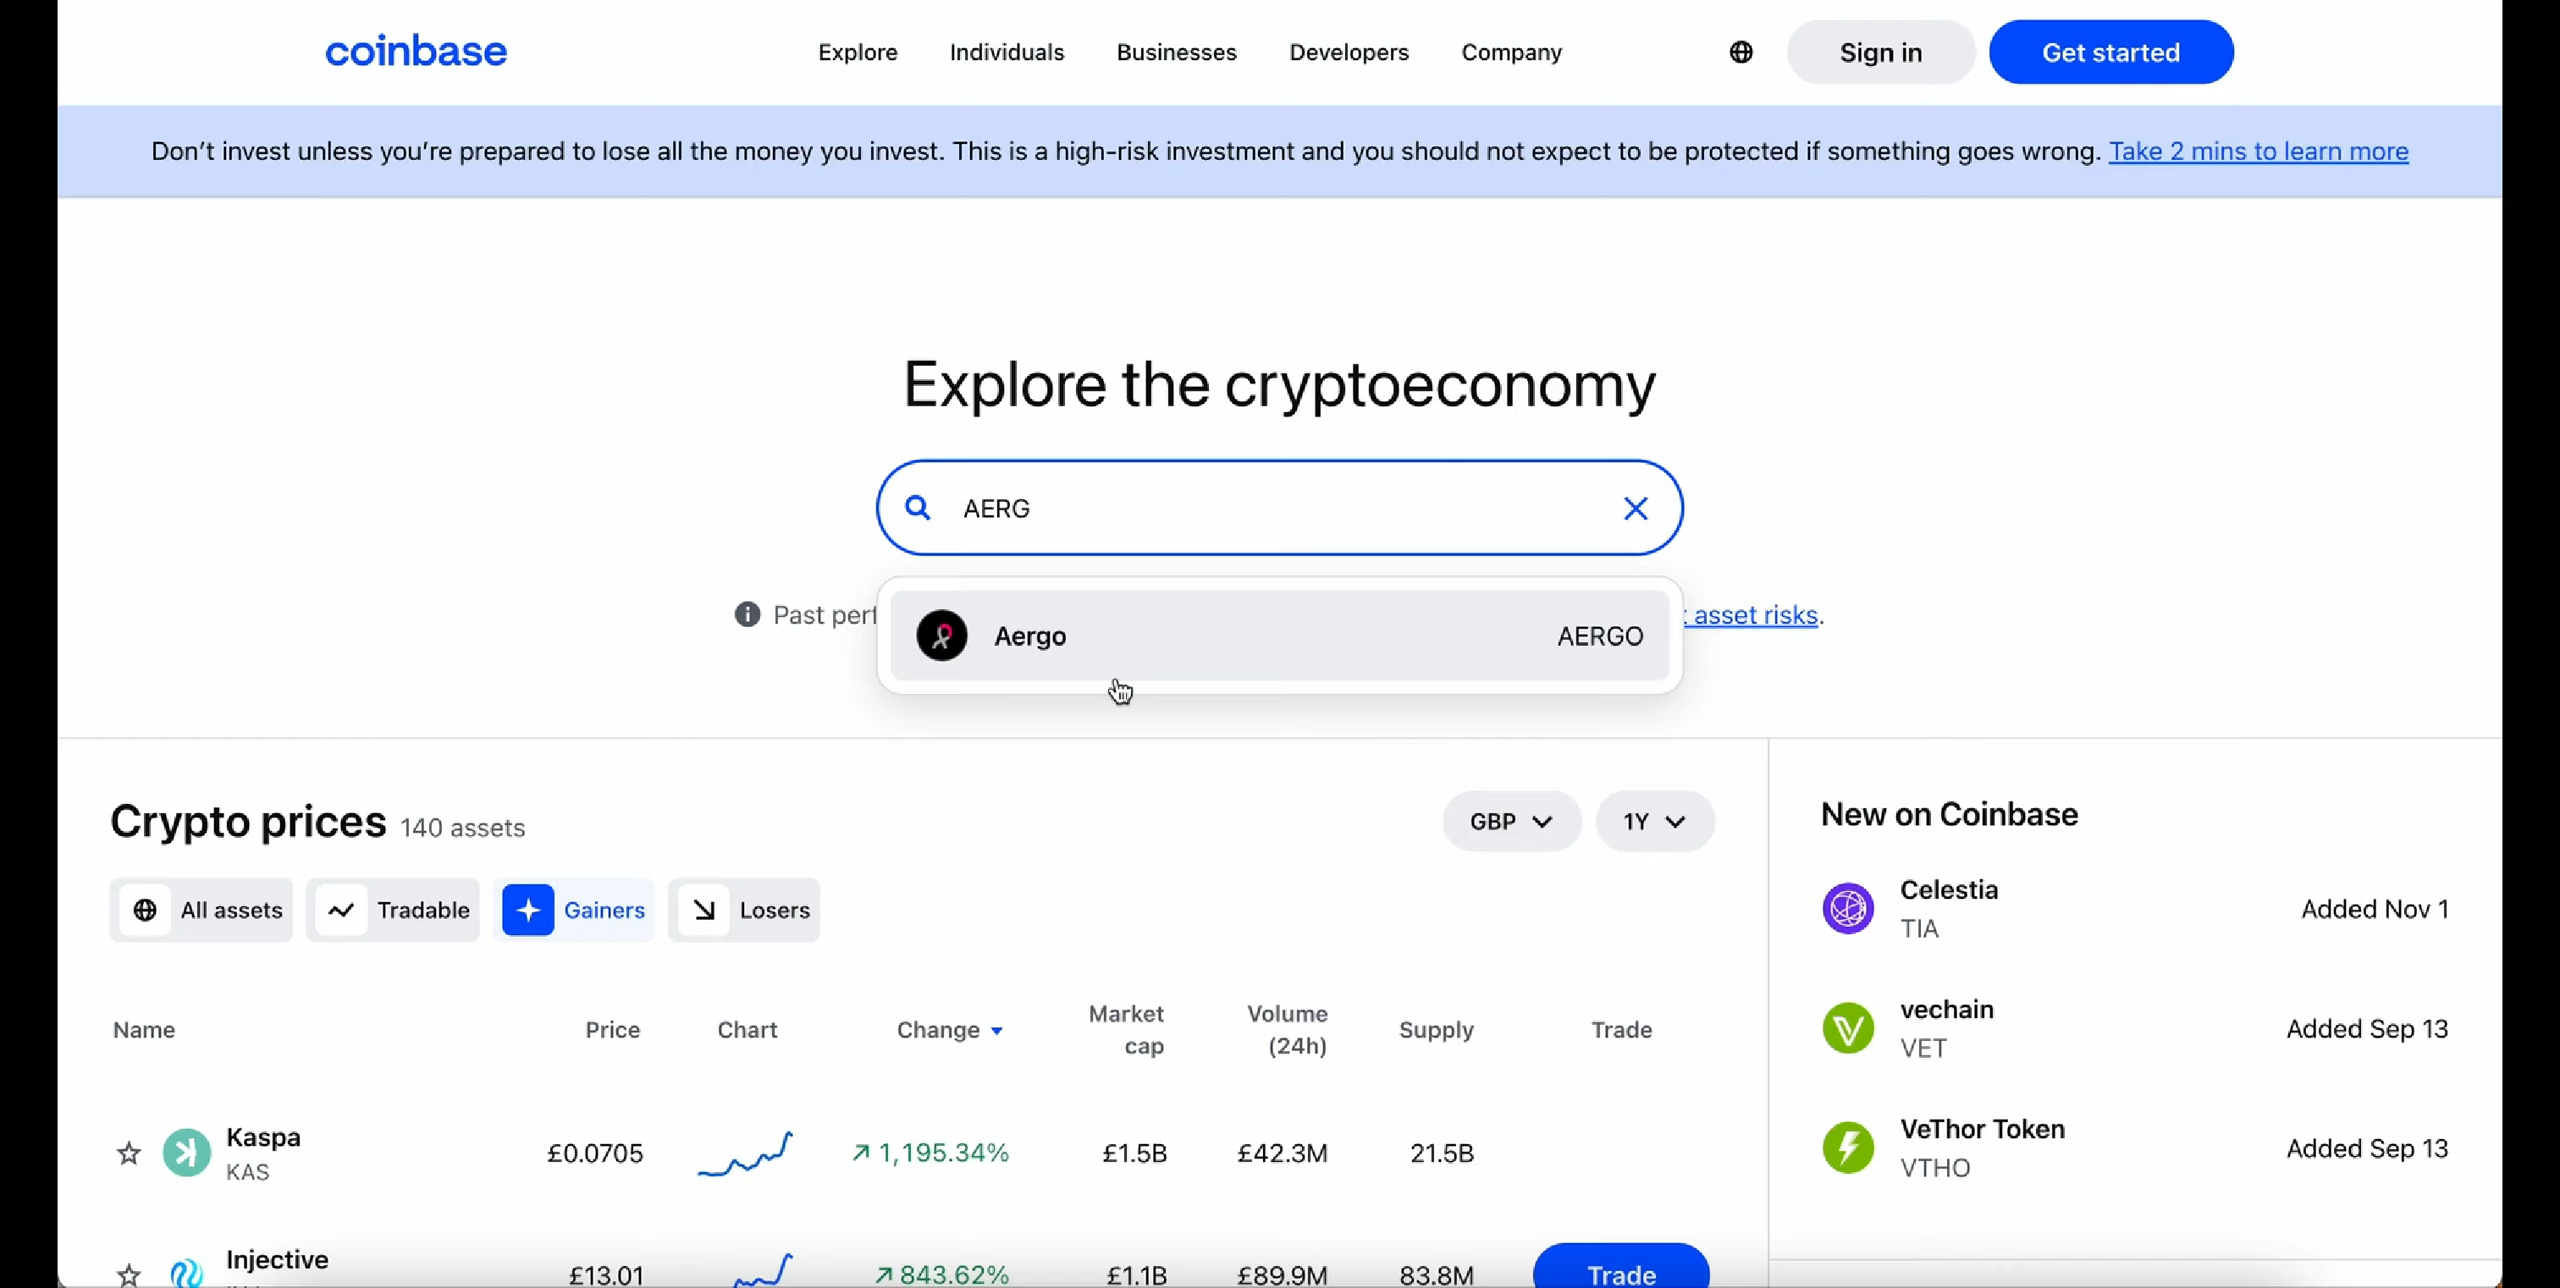 coinbase
Explore Individuals Businesses Developers Company Sign in Get started
Don't invest unless you're prepared to lose all the money you invest. This is a high-risk investment and you should not expect to be protected if something goes wrong. Take 2 mins to learn more
Explore the cryptoeconomy
AERG
Past
asset risks.
Aergo AERGO
Crypto prices 140 assets
GBP 1Y
All assets Tradable Gainers Losers
Name Price Chart Change Market cap Volume (24h) Supply Trade
Kaspa
KAS
£0.0705 1,195.34% £1.5B £42.3M 21.5B
Injective
£13.01 843.62% £1.1B £89.9M 83.8M Trade
New on Coinbase
Celestia
TIA
Added Nov 1
vechain
VET
Added Sep 13
VeThor Token
VTHO
Added Sep 13